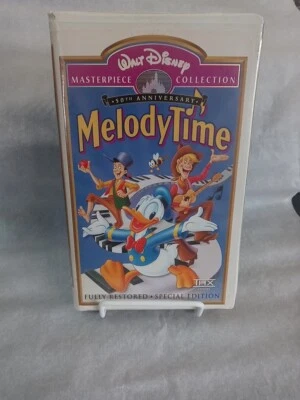 WALT DISNEY
MASTERPIECE COLLECTION
50TH ANNIVERSARY
MELODY TIME
FULLY RESTORED • SPECIAL EDITION
THX